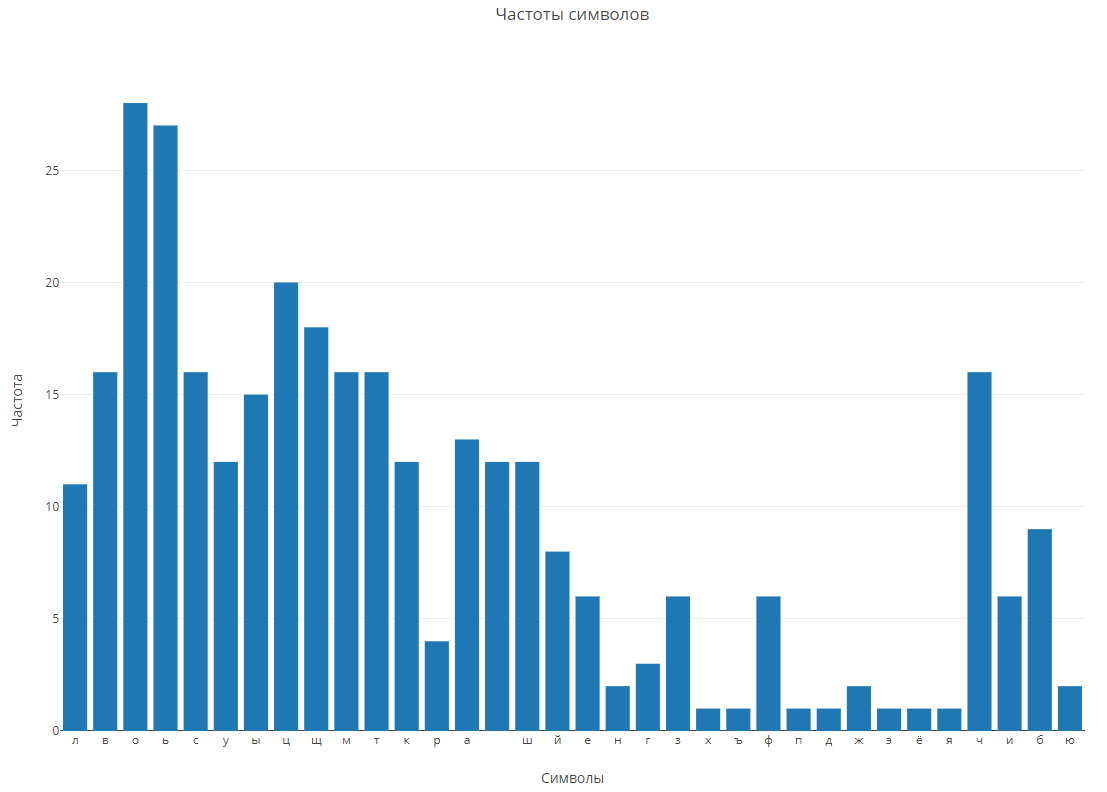 Частоты символов
25
20
15
10
5
0
Частота
л в о ь с у ы ц щ м т к р а ш й е н г з х ъ ф п д ж э ё я ч и б ю
Символы